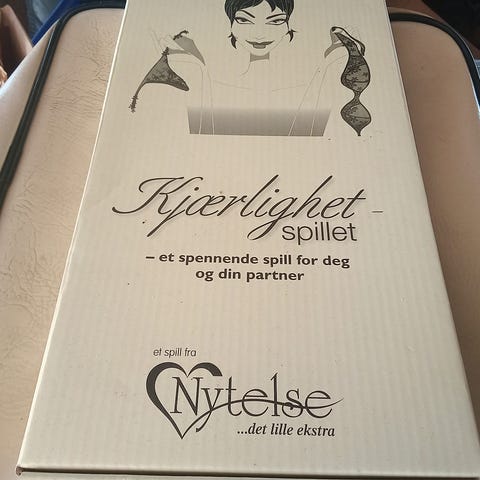 Kjærlighet -
spillet
– et spennende spill for deg
og din partner
et spill fra
Nytelse
...det lille ekstra